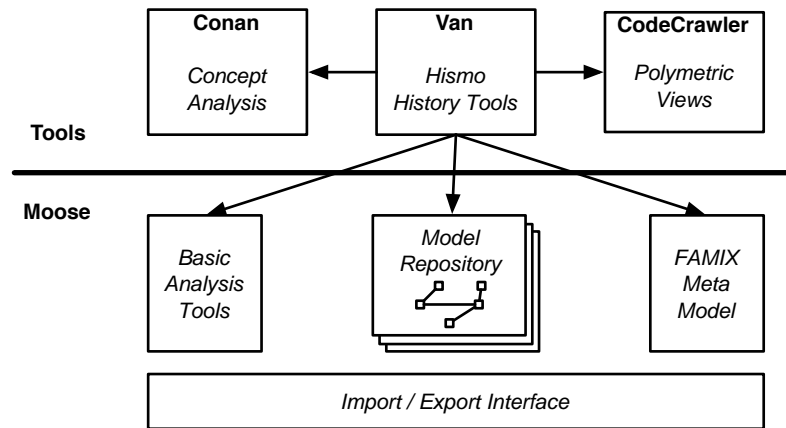 Conan
Concept
Analysis
Van
Hismo
History Tools
CodeCrawler
Polymetric
Views
Tools
Moose
Basic
Analysis
Tools
Model
Repository
FAMIX
Meta
Model
Import / Export Interface